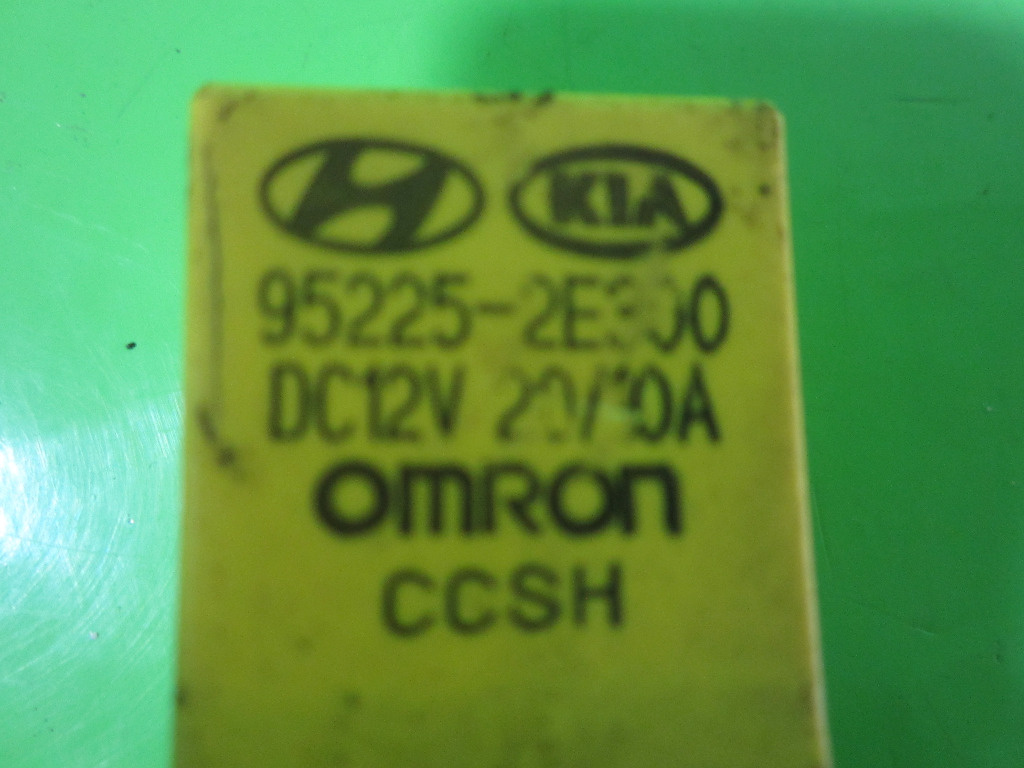 KIA
95225-2E300
DC12V 20/10A
omron
CCSH